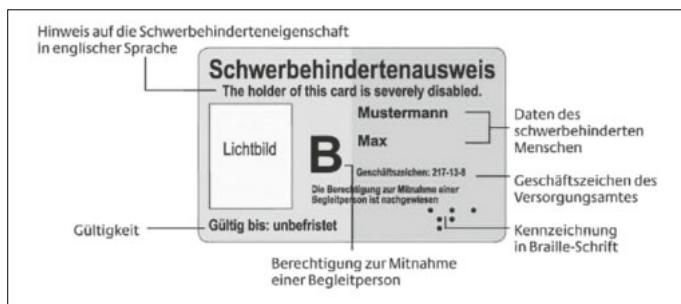 Hinweis auf die Schwerbehinderteneigenschaft
in englischer Sprache
Schwerbehindertenausweis
The holder of this card is severely disabled.
Mustermann
Max
Daten des
schwerbehinderten
Menschen
Lichtbild
B
Geschäftszeichen: 217-13-8
Geschäftszeichen des
Versorgungsamtes
Die Berechtigung zur Mitnahme einer
Begleitperson ist nachgewiesen
Gültigkeit
Gültig bis: unbefristet
Kennzeichnung
in Braille-Schrift
Berechtigung zur Mitnahme
einer Begleitperson